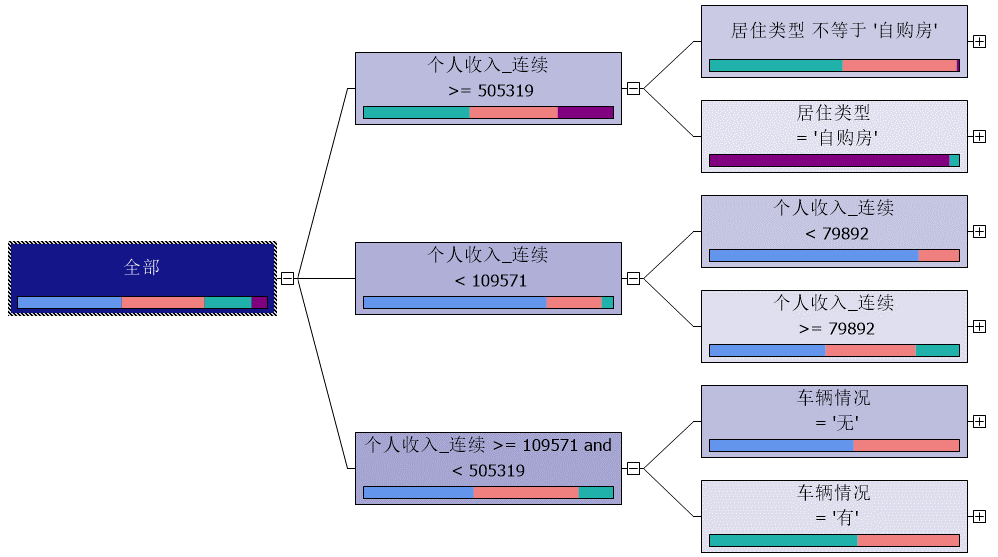 全部
个人收入_连续
>= 505319
个人收入_连续
< 109571
个人收入_连续 >= 109571 and
< 505319
居住类型 不等于 '自购房'
居住类型
= '自购房'
个人收入_连续
< 79892
个人收入_连续
>= 79892
车辆情况
= '无'
车辆情况
= '有'